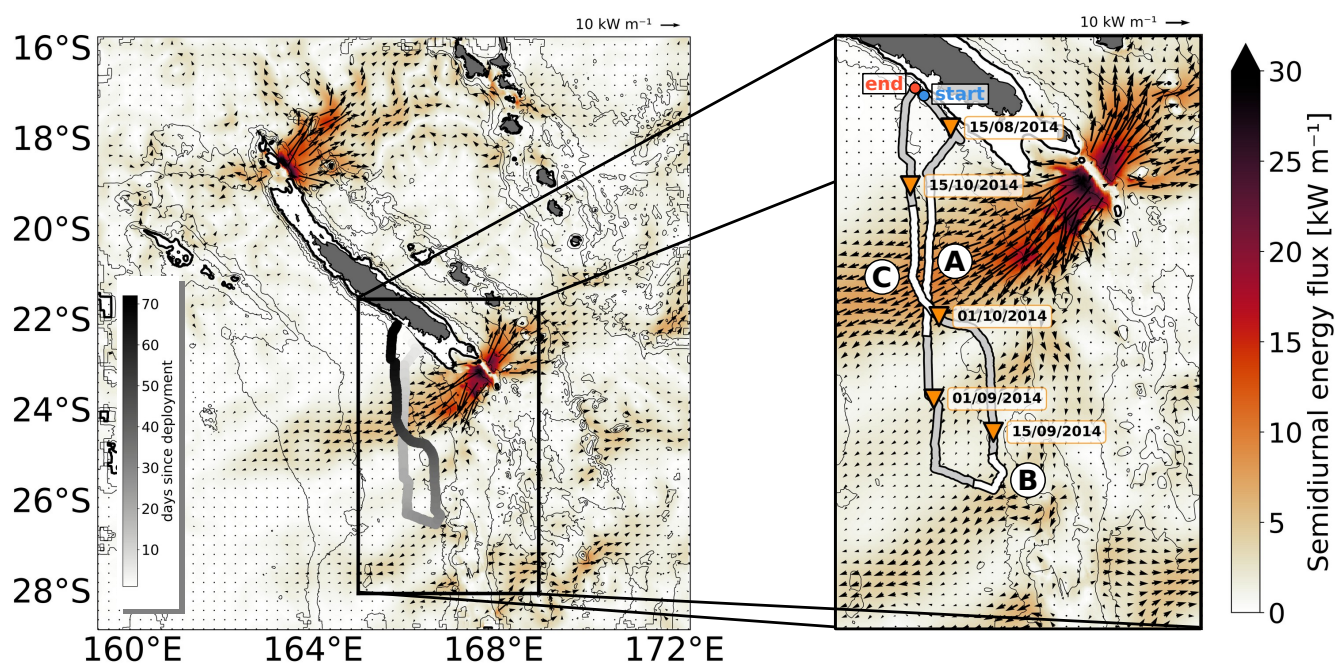 10 kW m⁻¹
16°S
18°S
20°S
22°S
24°S
26°S
28°S
160°E
164°E
168°E
172°E
70
60
50
40
30
20
10
days since deployment
10 kW m⁻¹
end
start
15/08/2014
15/10/2014
A
C
01/10/2014
01/09/2014
15/09/2014
B
30
25
20
15
10
5
0
Semidiurnal energy flux [kW m⁻¹]